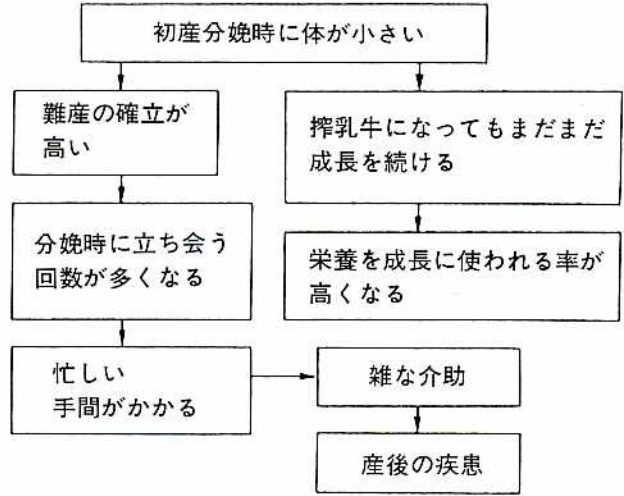 初産分娩時に体が小さい
難産の確立が
高い
搾乳牛になってもまだまだ
成長を続ける
分娩時に立ち会う
回数が多くなる
栄養を成長に使われる率が
高くなる
忙しい
手間がかかる
雑な介助
産後の疾患